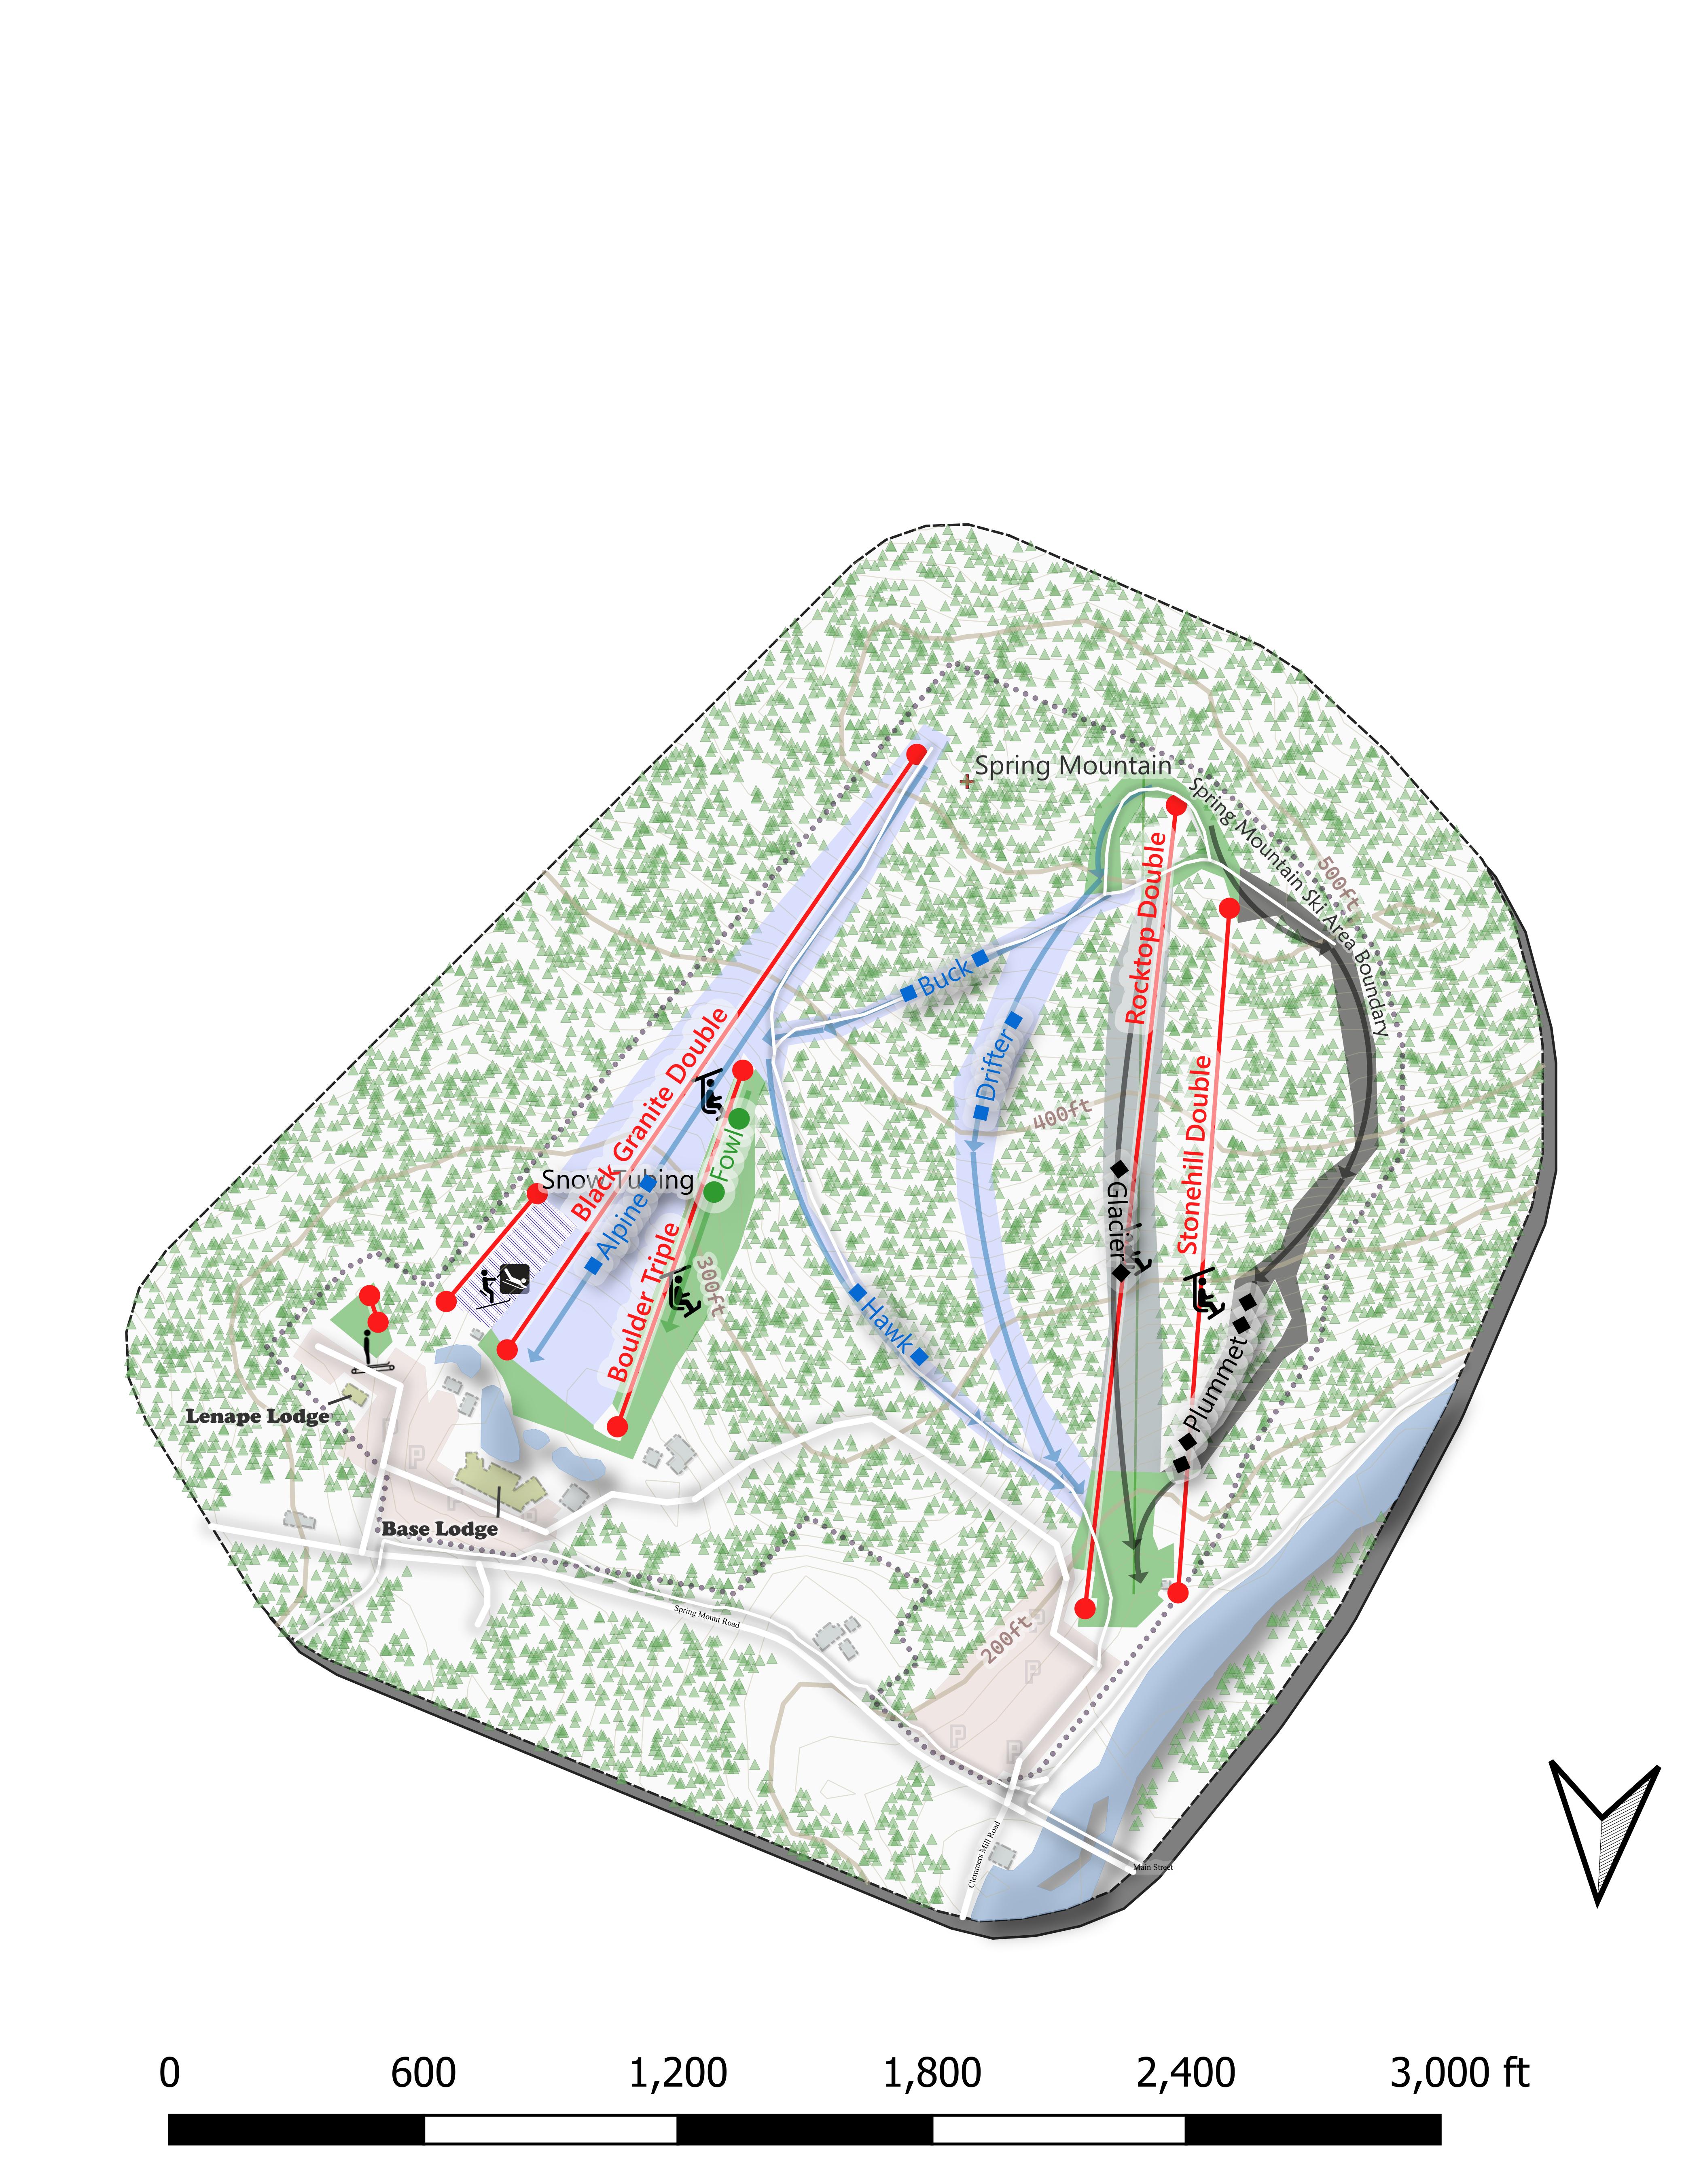 Spring Mountain
Spring Mountain Ski Area Boundary
500ft
Rocktop Double
Buck
Drifter
400ft
Black Granite Double
Stonehill Double
Snow Tubing
Fowl
Alpine
Glacier
Boulder Triple
300ft
Hawk
Plummet
Lenape Lodge
P
P
P
P
Base Lodge
Spring Mount Road
200ft
P
P
P
P
Clemmers Mill Road
Main Street
0 600 1,200 1,800 2,400 3,000 ft